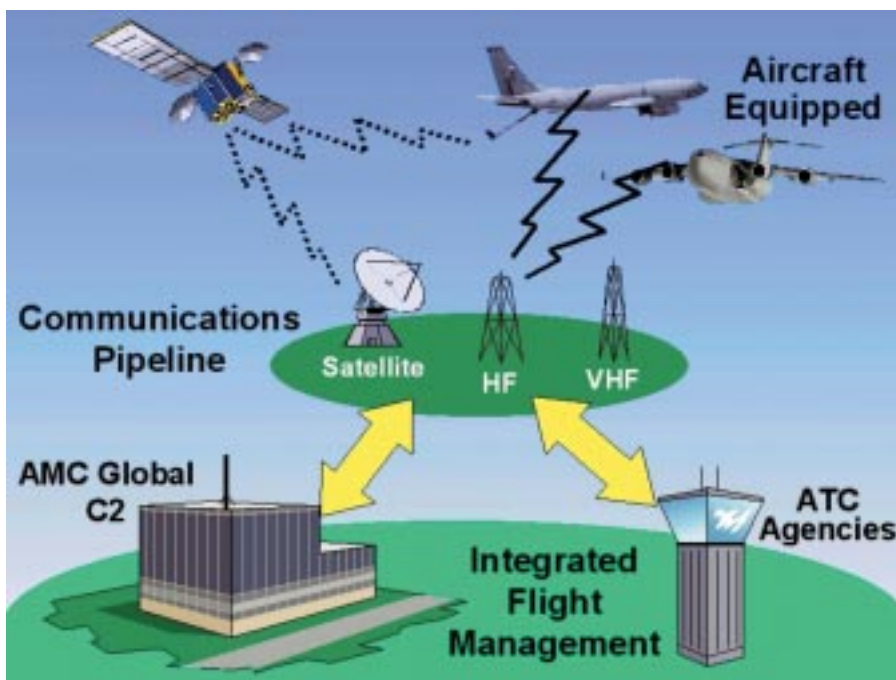 Aircraft
Equipped
Communications
Pipeline
Satellite
HF
VHF
AMC Global
C2
ATC
Agencies
Integrated
Flight
Management